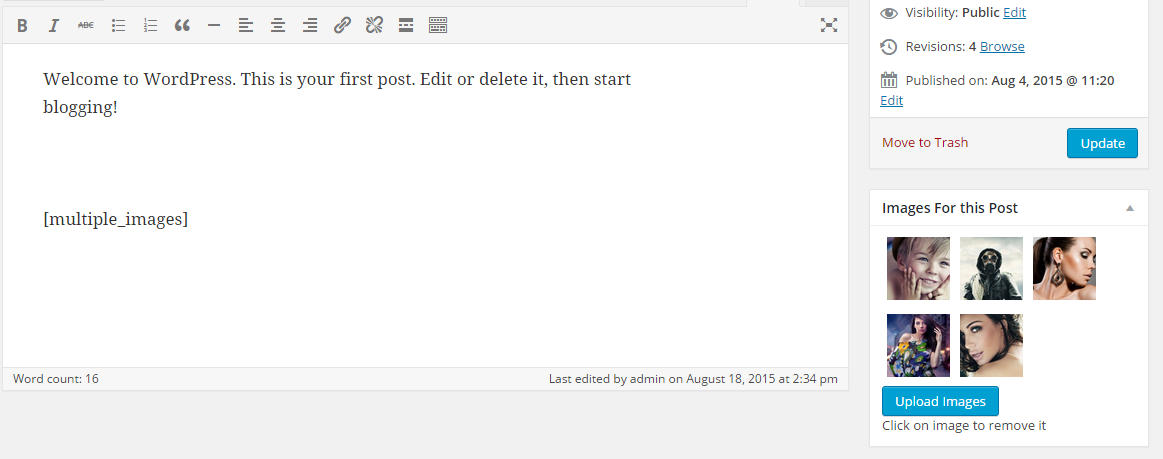 B I ABC
Welcome to WordPress. This is your first post. Edit or delete it, then start
blogging!
[multiple_images]
Word count: 16
Last edited by admin on August 18, 2015 at 2:34 pm
Visibility: Public Edit
Revisions: 4 Browse
Published on: Aug 4, 2015 @ 11:20
Edit
Move to Trash
Update
Images For this Post
Upload Images
Click on image to remove it